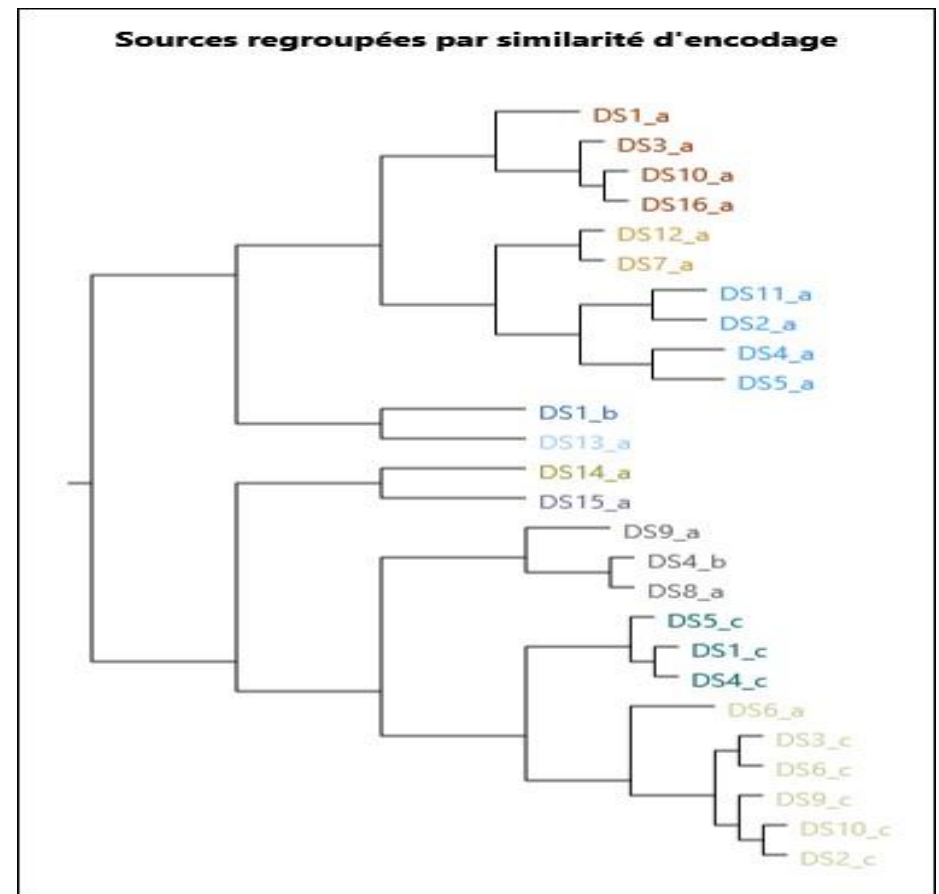 Sources regroupées par similarité d'encodage
DS1_a
DS3_a
DS10_a
DS16_a
DS12_a
DS7_a
DS11_a
DS2_a
DS4_a
DS5_a
DS1_b
DS13_a
DS14_a
DS15_a
DS9_a
DS4_b
DS8_a
DS5_c
DS1_c
DS4_c
DS6_a
DS3_c
DS6_c
DS9_c
DS10_c
DS2_c